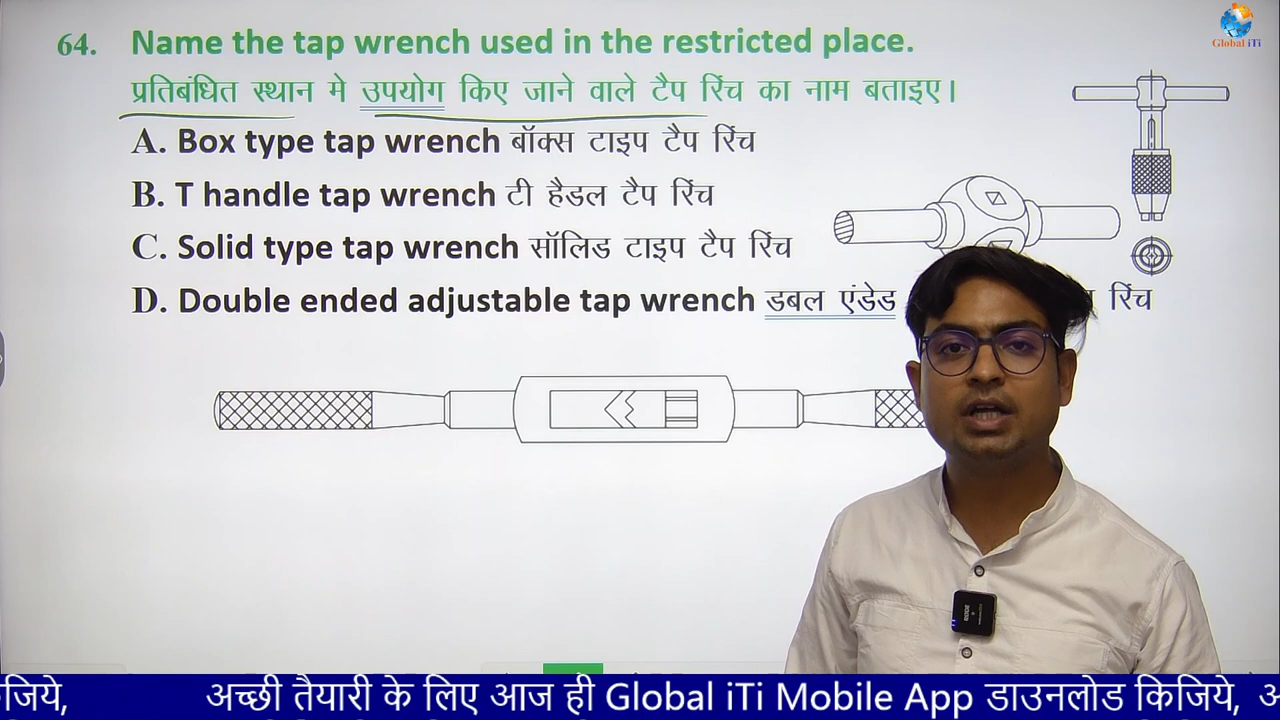 Global iTi
64. Name the tap wrench used in the restricted place.
प्रतिबंधित स्थान मे उपयोग किए जाने वाले टैप रिंच का नाम बताइए।
A. Box type tap wrench बॉक्स टाइप टैप रिंच
B. T handle tap wrench टी हैडल टैप रिंच
C. Solid type tap wrench सॉलिड टाइप टैप रिंच
D. Double ended adjustable tap wrench डबल एंडेड रिंच
जिये, अच्छी तैयारी के लिए आज ही Global iTi Mobile App डाउनलोड किजिये,